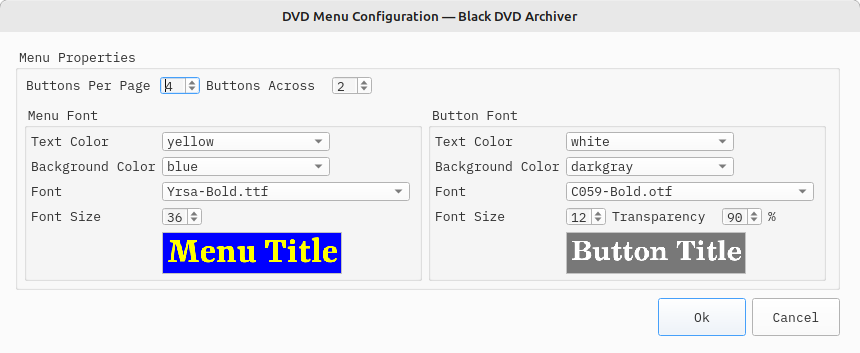 DVD Menu Configuration — Black DVD Archiver
Menu Properties
Buttons Per Page 4 Buttons Across 2
Menu Font
Text Color yellow
Background Color blue
Font Yrsa-Bold.ttf
Font Size 36
Menu Title
Button Font
Text Color white
Background Color darkgray
Font C059-Bold.otf
Font Size 12 Transparency 90 %
Button Title
Ok Cancel